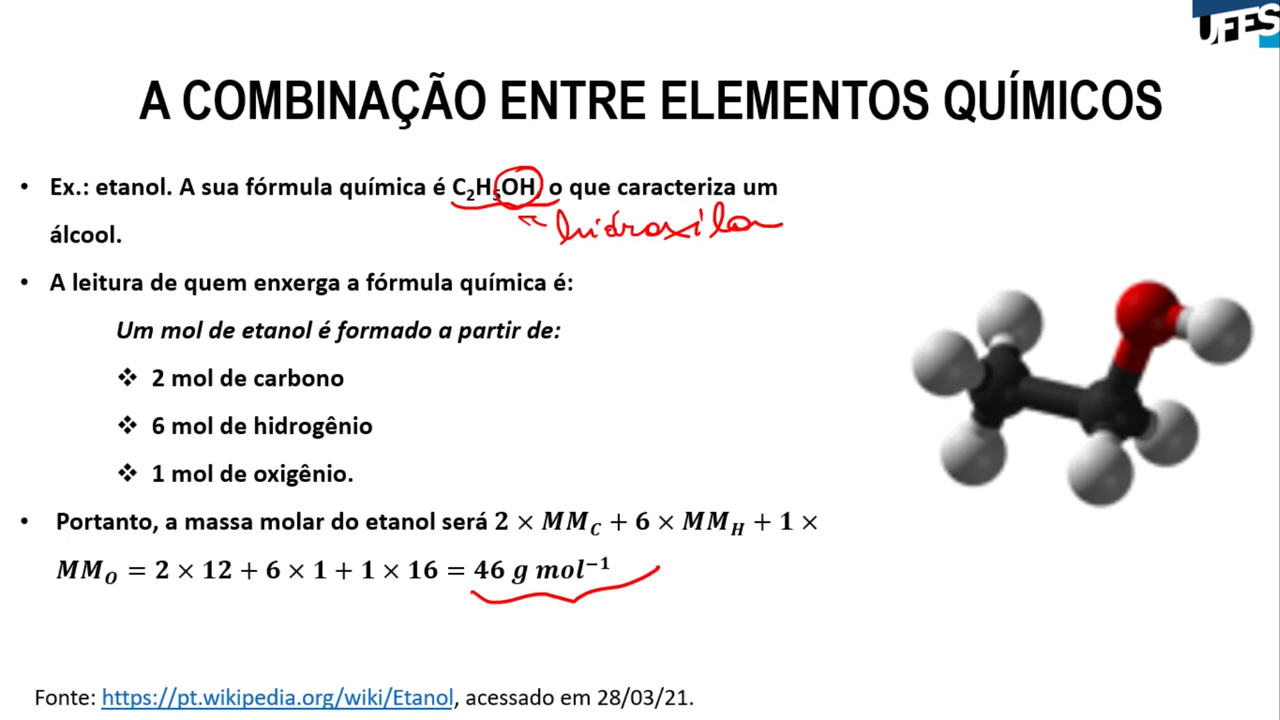 UFES
A COMBINAÇÃO ENTRE ELEMENTOS QUÍMICOS
• Ex.: etanol. A sua fórmula química é C₂H₅OH, o que caracteriza um
hidroxila
álcool.
• A leitura de quem enxerga a fórmula química é:
Um mol de etanol é formado a partir de:
❖ 2 mol de carbono
❖ 6 mol de hidrogênio
❖ 1 mol de oxigênio.
• Portanto, a massa molar do etanol será 2 × MM_C + 6 × MM_H + 1 ×
MM_O = 2 × 12 + 6 × 1 + 1 × 16 = 46 g mol⁻¹
Fonte: https://pt.wikipedia.org/wiki/Etanol, acessado em 28/03/21.